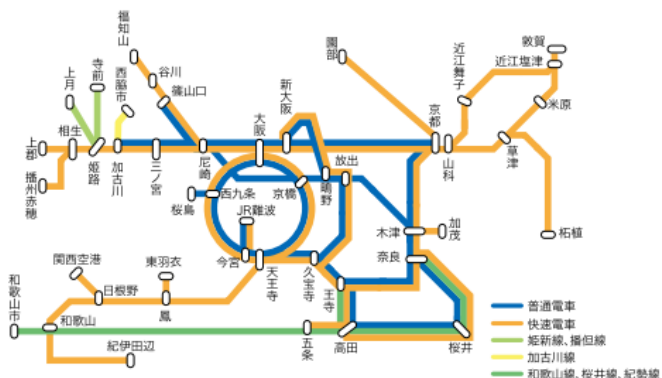 福知山
谷川
篠山口
上月
寺前
西脇市
相生
上郡
播州赤穂
姫路
加古川
三ノ宮
尼崎
大阪
新大阪
園部
京都
山科
近江舞子
近江塩津
敦賀
米原
草津
柘植
放出
鴫野
京橋
西九条
桜島
JR難波
今宮
天王寺
久宝寺
王寺
木津
加茂
奈良
関西空港
東羽衣
日根野
鳳
和歌山市
和歌山
紀伊田辺
五条
高田
桜井
普通電車
快速電車
姫新線、播但線
加古川線
和歌山線、桜井線、紀勢線